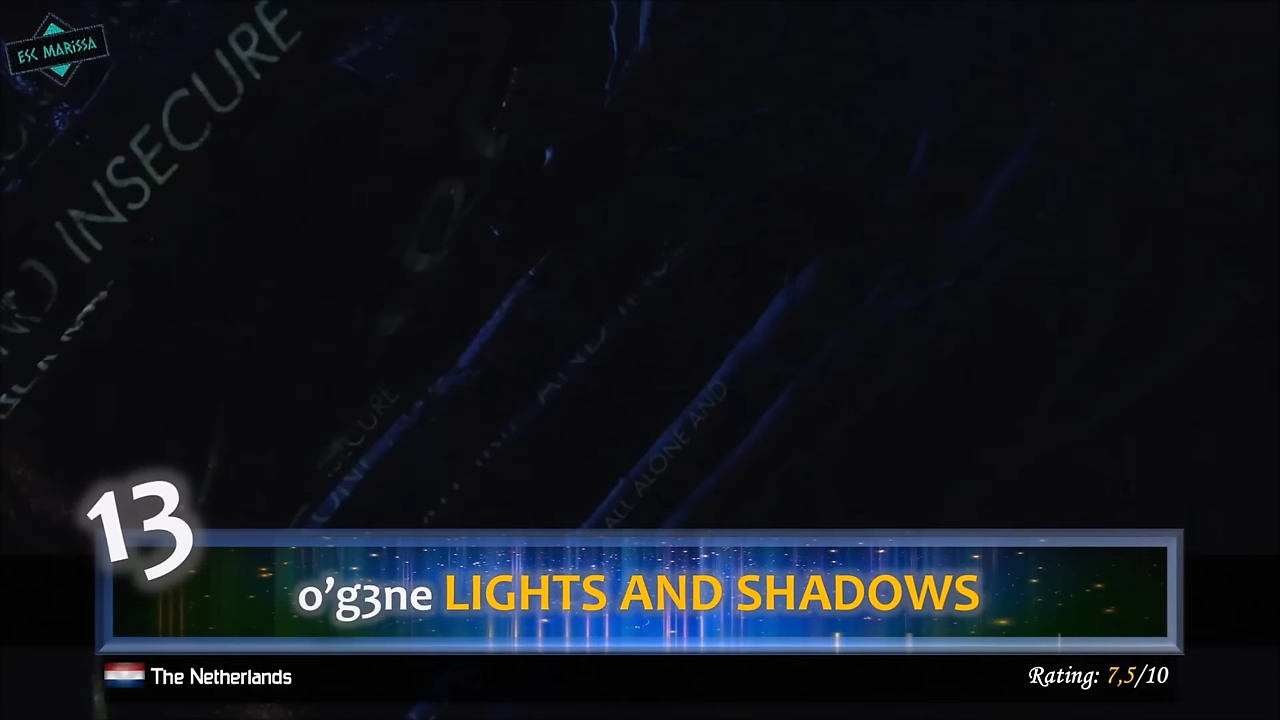 ESC MARISSA
INSECURE
ALL ALONE AND
13
o'g3ne LIGHTS AND SHADOWS
The Netherlands
Rating: 7,5/10